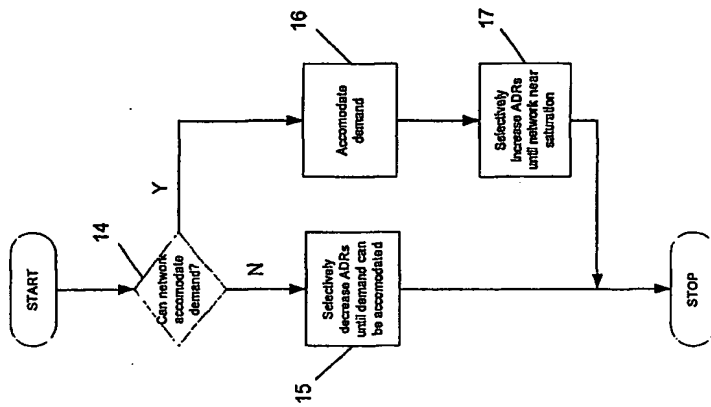 START
14
Can network
accomodate
demand?
Y
N
16
Accomodate
demand
15
Selectively
decrease ADRs
until demand can
be accomodated
17
Selectively
increase ADRs
until network near
saturation
STOP